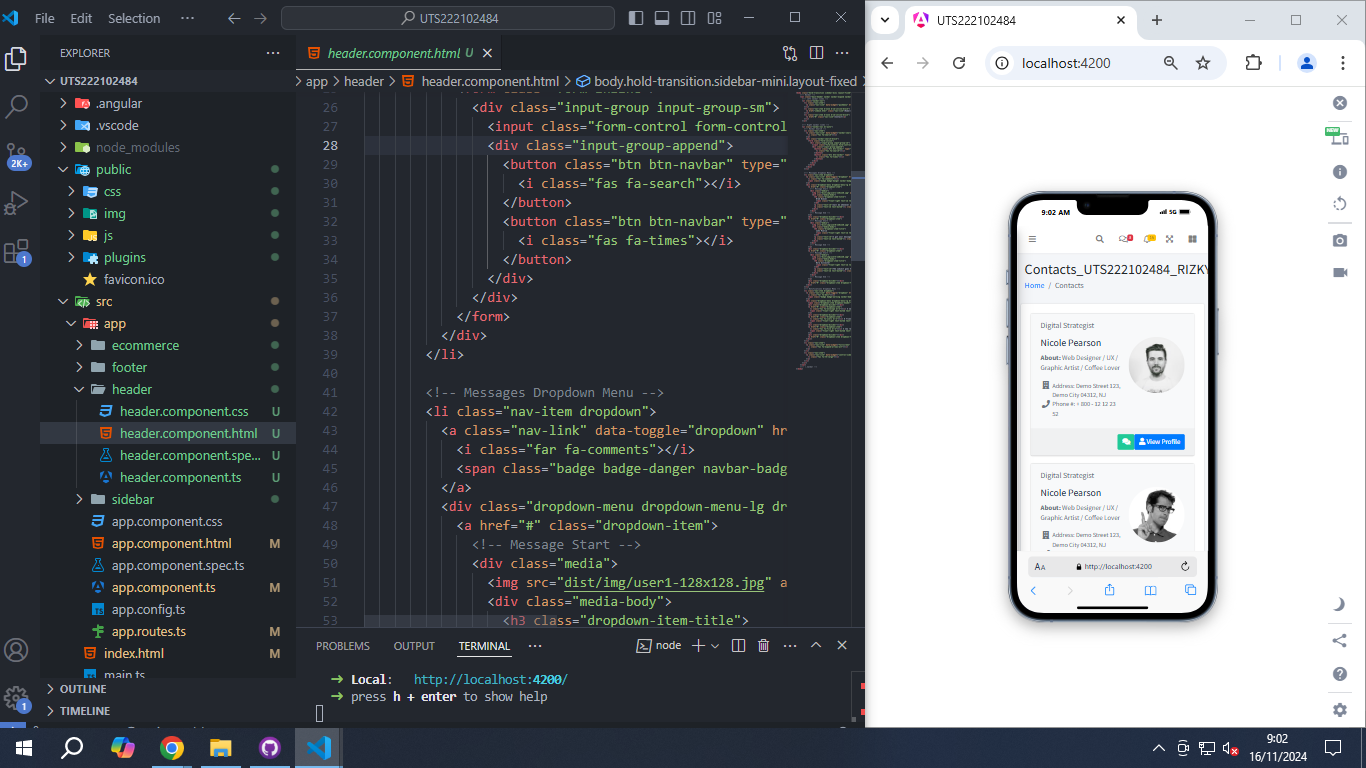 File Edit Selection ··· UTS222102484
EXPLORER
UTS222102484
.angular
.vscode
node_modules
public
css
img
js
plugins
favicon.ico
src
app
ecommerce
footer
header
header.component.css U
header.component.html U
header.component.spe... U
header.component.ts U
sidebar
app.component.css
app.component.html M
app.component.spec.ts
app.component.ts M
app.config.ts
app.routes.ts M
index.html M
main.ts
OUTLINE
TIMELINE
2K+
1
1
header.component.html U
app > header > header.component.html > body.hold-transition.sidebar-mini.layout-fixed
26 <div class="input-group input-group-sm">
27 <input class="form-control form-control
28 <div class="input-group-append">
29 <button class="btn btn-navbar" type="
30 <i class="fas fa-search"></i>
31 </button>
32 <button class="btn btn-navbar" type="
33 <i class="fas fa-times"></i>
34 </button>
35 </div>
36 </div>
37 </form>
38 </div>
39 </li>
40
41 <!-- Messages Dropdown Menu -->
42 <li class="nav-item dropdown">
43 <a class="nav-link" data-toggle="dropdown" hr
44 <i class="far fa-comments"></i>
45 <span class="badge badge-danger navbar-badg
46 </a>
47 <div class="dropdown-menu dropdown-menu-lg dr
48 <a href="#" class="dropdown-item">
49 <!-- Message Start -->
50 <div class="media">
51 <img src="dist/img/user1-128x128.jpg" a
52 <div class="media-body">
53 <h3 class="dropdown-item-title">
PROBLEMS OUTPUT TERMINAL ··· node
➜ Local: http://localhost:4200/
➜ press h + enter to show help
UTS222102484
localhost:4200
NEW
9:02 AM 5G
Contacts_UTS222102484_RIZKY
Home / Contacts
Digital Strategist
Nicole Pearson
About: Web Designer / UX /
Graphic Artist / Coffee Lover
Address: Demo Street 123,
Demo City 04312, NJ
Phone #: + 800 - 12 12 23
52
View Profile
Digital Strategist
Nicole Pearson
About: Web Designer / UX /
Graphic Artist / Coffee Lover
Address: Demo Street 123,
Demo City 04312, NJ
AA http://localhost:4200
9:02
16/11/2024